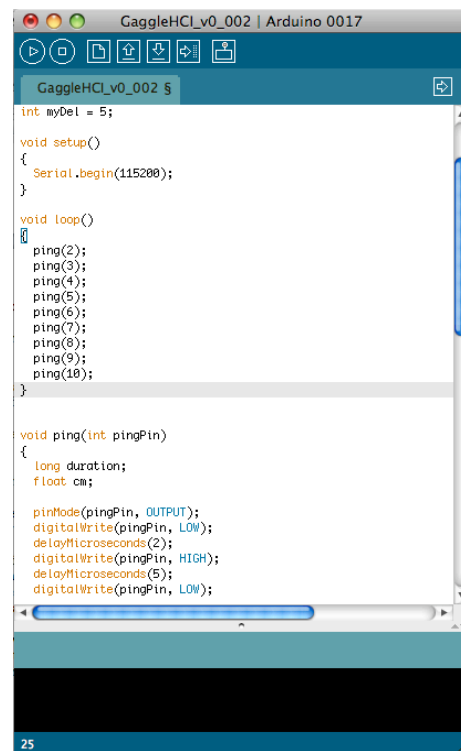 GaggleHCI_v0_002 | Arduino 0017
GaggleHCI_v0_002 §
int myDel = 5;
void setup()
{
  Serial.begin(115200);
}
void loop()
{
  ping(2);
  ping(3);
  ping(4);
  ping(5);
  ping(6);
  ping(7);
  ping(8);
  ping(9);
  ping(10);
}
void ping(int pingPin)
{
  long duration;
  float cm;
  pinMode(pingPin, OUTPUT);
  digitalWrite(pingPin, LOW);
  delayMicroseconds(2);
  digitalWrite(pingPin, HIGH);
  delayMicroseconds(5);
  digitalWrite(pingPin, LOW);
25